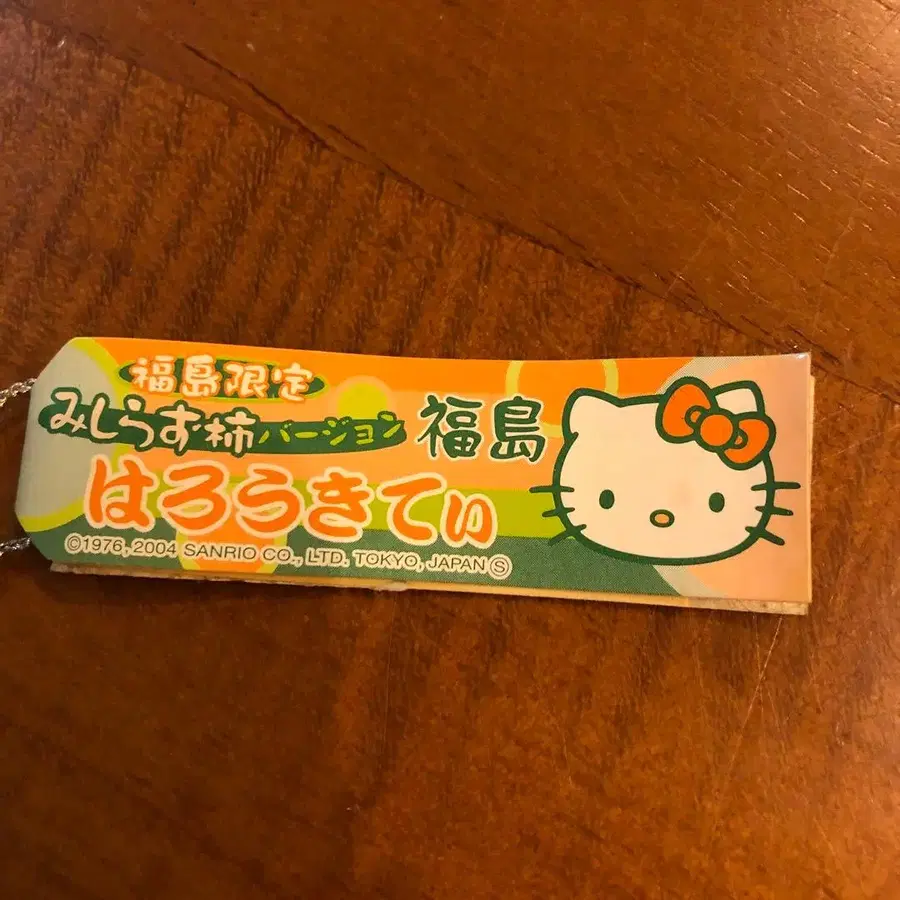 福島限定
みしらず柿バージョン
福島
はろうきてぃ
©1976, 2004 SANRIO CO., LTD. TOKYO, JAPAN Ⓢ